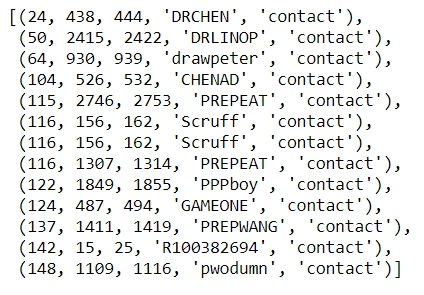 [(24, 438, 444, 'DRCHEN', 'contact'),
(50, 2415, 2422, 'DRLINOP', 'contact'),
(64, 930, 939, 'drawpeter', 'contact'),
(104, 526, 532, 'CHENAD', 'contact'),
(115, 2746, 2753, 'PREPEAT', 'contact'),
(116, 156, 162, 'Scruff', 'contact'),
(116, 156, 162, 'Scruff', 'contact'),
(116, 1307, 1314, 'PREPEAT', 'contact'),
(122, 1849, 1855, 'PPPboy', 'contact'),
(124, 487, 494, 'GAMEONE', 'contact'),
(137, 1411, 1419, 'PREPWANG', 'contact'),
(142, 15, 25, 'R100382694', 'contact'),
(148, 1109, 1116, 'pwodumn', 'contact')]